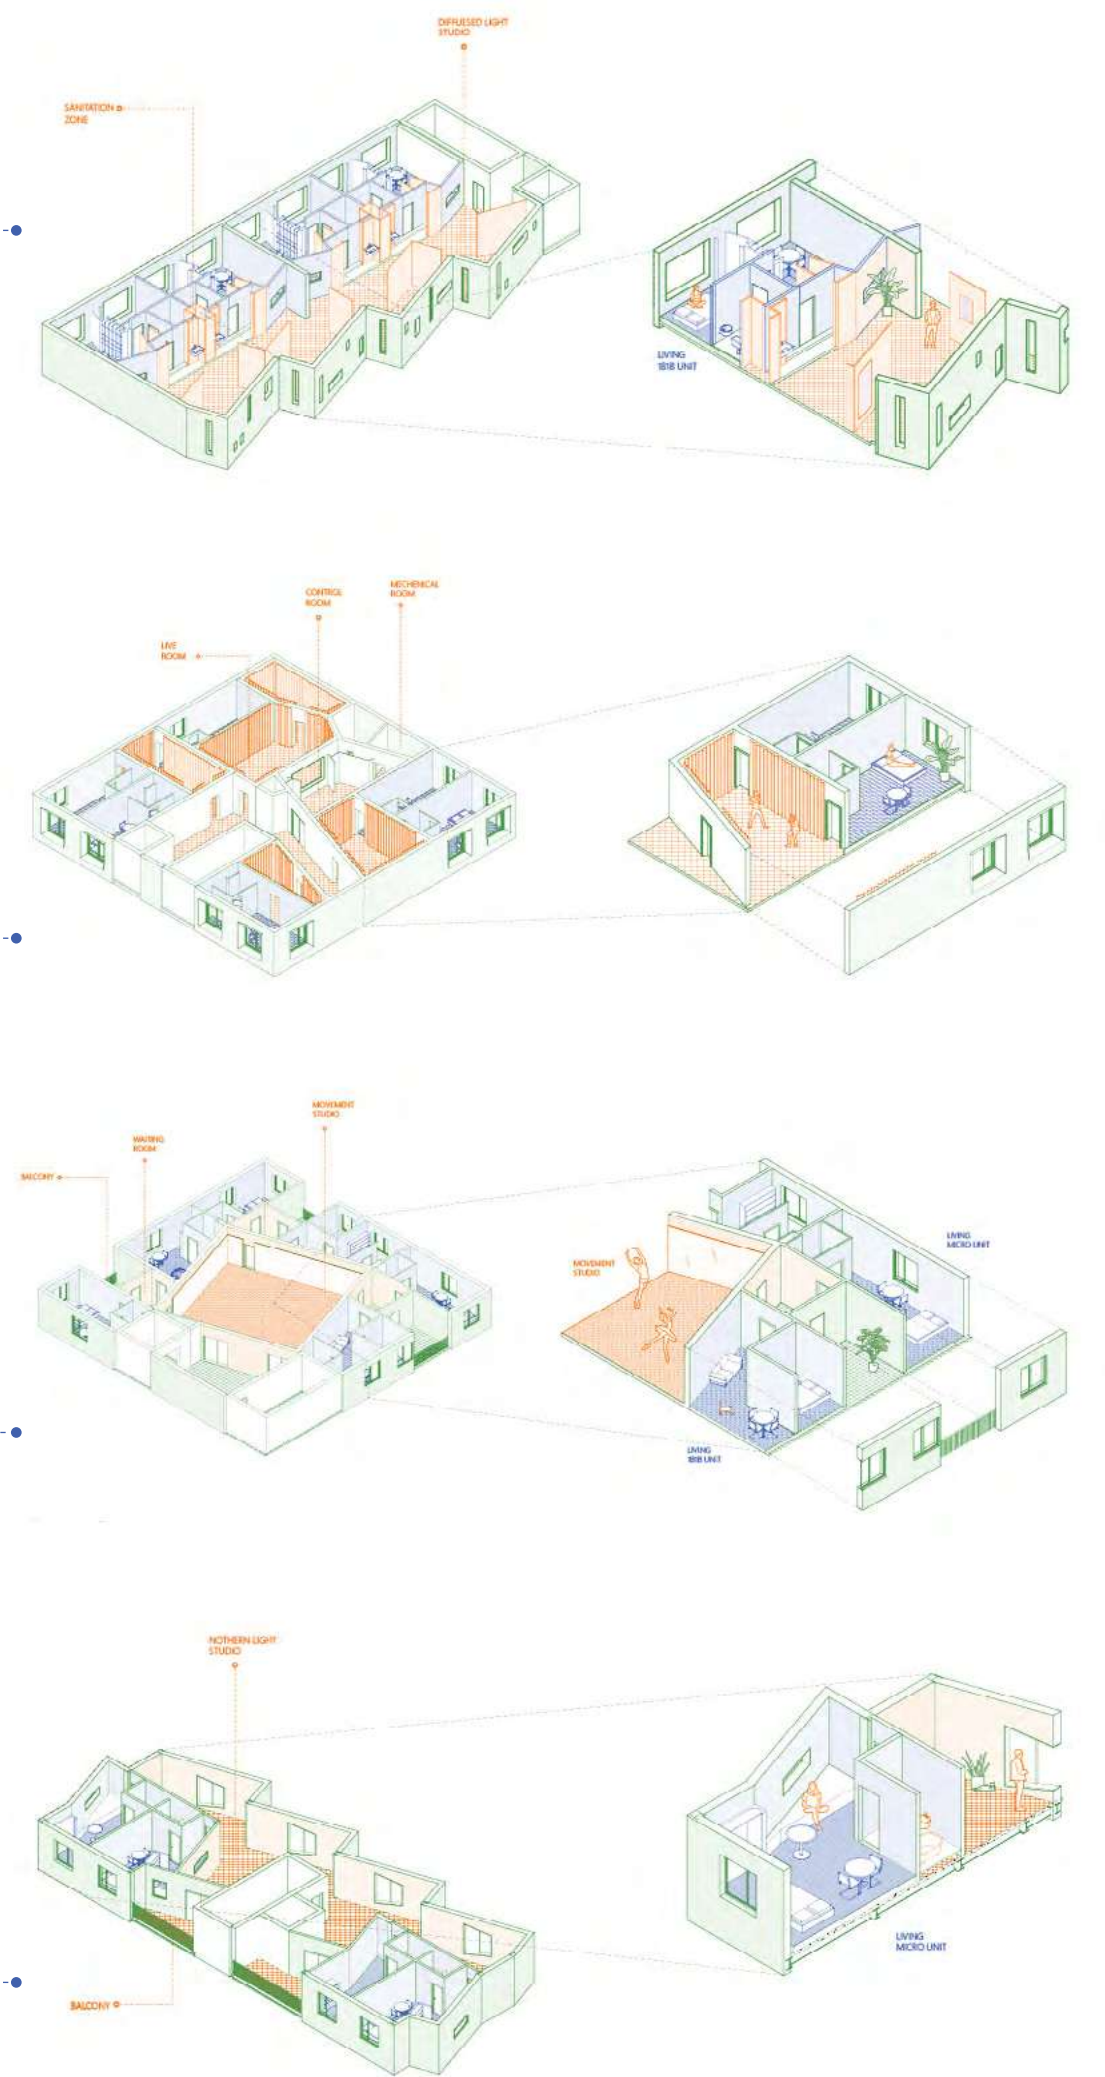 DIFFUESED LIGHT
STUDIO
SANITATION
ZONE
LIVING
1B1B UNIT
MECHENICAL
ROOM
CONTROL
ROOM
LIVE
ROOM
MOVEMENT
STUDIO
WAITING
ROOM
BALCONY
LIVING
MICRO UNIT
MOVEMENT
STUDIO
LIVING
1B1B UNIT
NOTHERN LIGHT
STUDIO
LIVING
MICRO UNIT
BALCONY